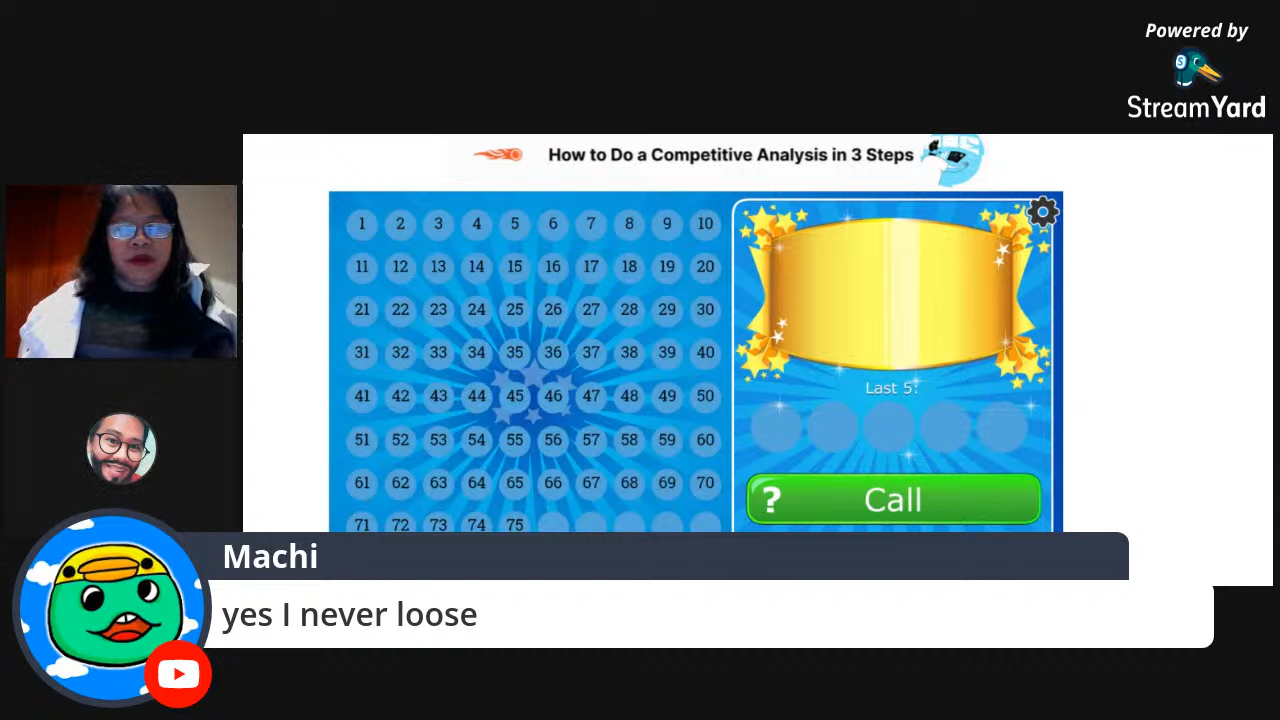 Powered by
StreamYard
How to Do a Competitive Analysis in 3 Steps
1 2 3 4 5 6 7 8 9 10
11 12 13 14 15 16 17 18 19 20
21 22 23 24 25 26 27 28 29 30
31 32 33 34 35 36 37 38 39 40
41 42 43 44 45 46 47 48 49 50
51 52 53 54 55 56 57 58 59 60
61 62 63 64 65 66 67 68 69 70
71 72 73 74 75
Last 5:
? Call
Machi
yes I never loose